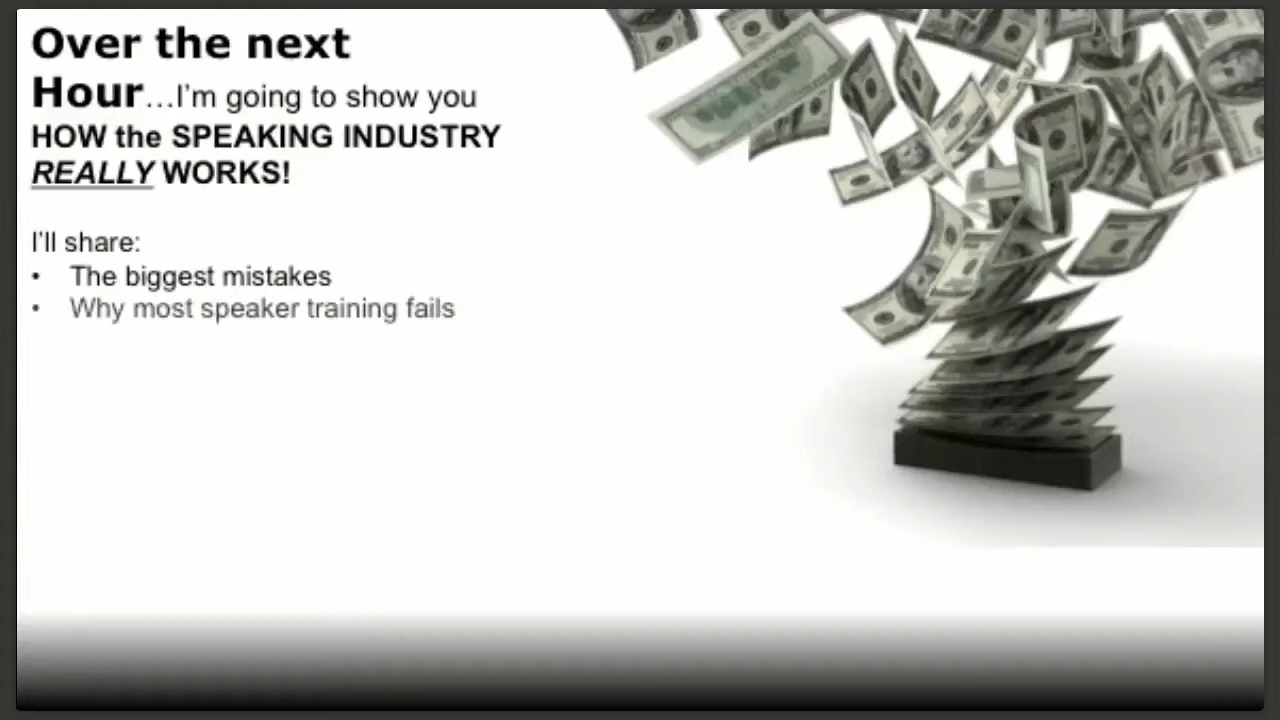 Over the next
Hour…I'm going to show you
HOW the SPEAKING INDUSTRY
REALLY WORKS!
I'll share:
• The biggest mistakes
• Why most speaker training fails